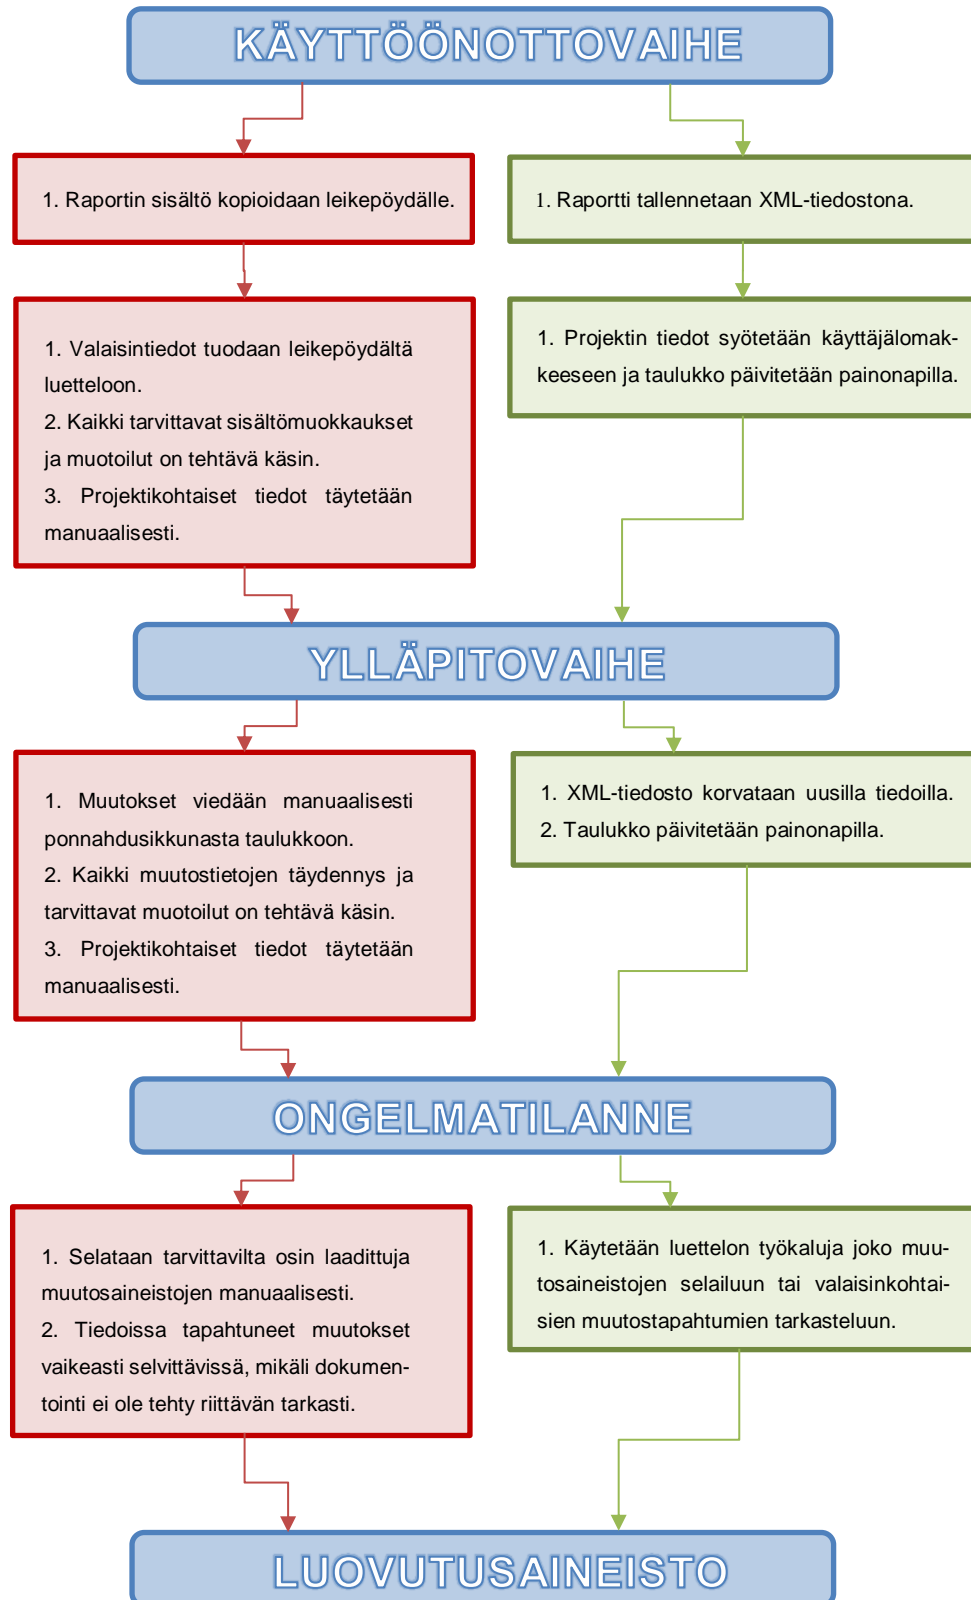 KÄYTTÖÖNOTTOVAIHE
1. Raportin sisältö kopioidaan leikepöydälle.
1. Raportti tallennetaan XML-tiedostona.
1. Valaisintiedot tuodaan leikepöydältä
luetteloon.
2. Kaikki tarvittavat sisältömuokkaukset
ja muotoilut on tehtävä käsin.
3. Projektikohtaiset tiedot täytetään
manuaalisesti.
1. Projektin tiedot syötetään käyttäjälomak-
keeseen ja taulukko päivitetään painonapilla.
YLLÄPITOVAIHE
1. Muutokset viedään manuaalisesti
ponnahdusikkunasta taulukkoon.
2. Kaikki muutostietojen täydennys ja
tarvittavat muotoilut on tehtävä käsin.
3. Projektikohtaiset tiedot täytetään
manuaalisesti.
1. XML-tiedosto korvataan uusilla tiedoilla.
2. Taulukko päivitetään painonapilla.
ONGELMATILANNE
1. Selataan tarvittavilta osin laadittuja
muutosaineistojen manuaalisesti.
2. Tiedoissa tapahtuneet muutokset
vaikeasti selvittävissä, mikäli dokumen-
tointi ei ole tehty riittävän tarkasti.
1. Käytetään luettelon työkaluja joko muu-
tosaineistojen selailuun tai valaisinkohtai-
sien muutostapahtumien tarkasteluun.
LUOVUTUSAINEISTO